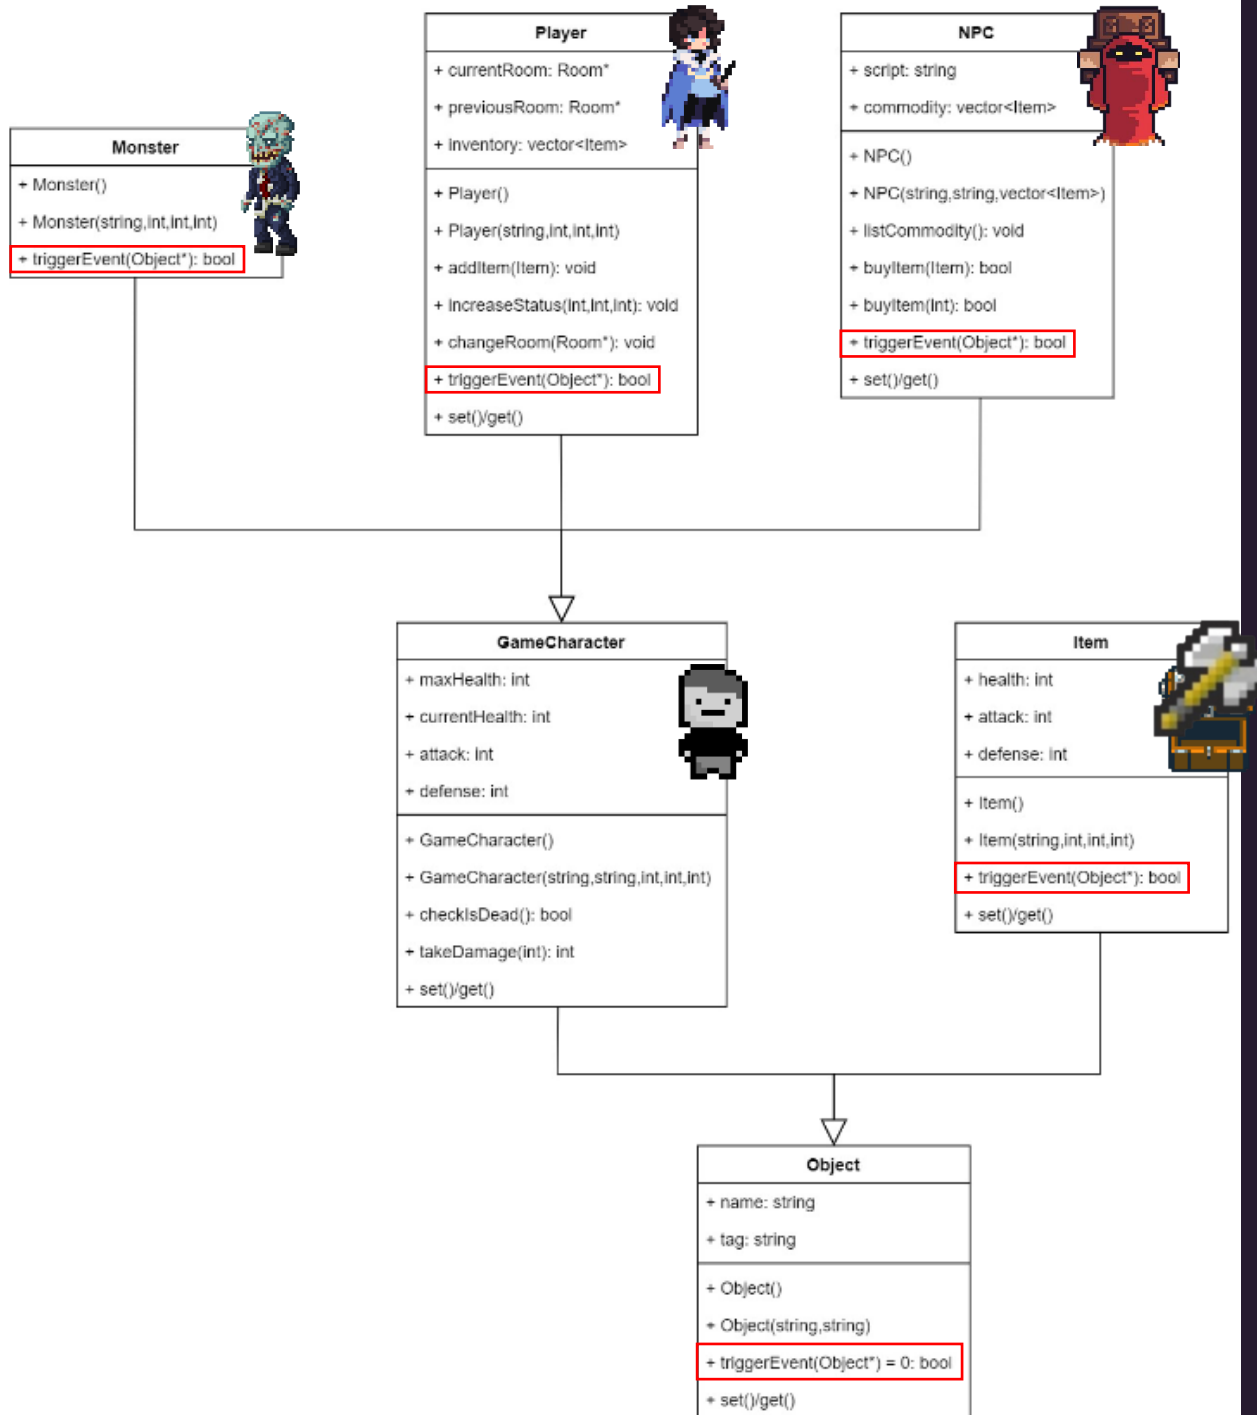 Monster
+ Monster()
+ Monster(string,int,int,int)
+ triggerEvent(Object*): bool
Player
+ currentRoom: Room*
+ previousRoom: Room*
+ inventory: vector<Item>
+ Player()
+ Player(string,int,int,int)
+ addItem(Item): void
+ increaseStatus(int,int,int): void
+ changeRoom(Room*): void
+ triggerEvent(Object*): bool
+ set()/get()
NPC
+ script: string
+ commodity: vector<Item>
+ NPC()
+ NPC(string,string,vector<Item>)
+ listCommodity(): void
+ buyItem(Item): bool
+ buyItem(int): bool
+ triggerEvent(Object*): bool
+ set()/get()
GameCharacter
+ maxHealth: int
+ currentHealth: int
+ attack: int
+ defense: int
+ GameCharacter()
+ GameCharacter(string,string,int,int,int)
+ checkIsDead(): bool
+ takeDamage(int): int
+ set()/get()
Item
+ health: int
+ attack: int
+ defense: int
+ Item()
+ Item(string,int,int,int)
+ triggerEvent(Object*): bool
+ set()/get()
Object
+ name: string
+ tag: string
+ Object()
+ Object(string,string)
+ triggerEvent(Object*) = 0: bool
+ set()/get()